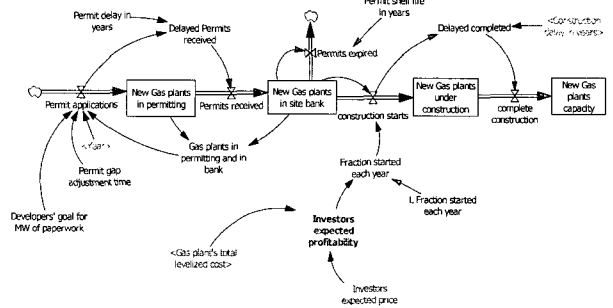 Permit shelf life
in years
Permit delay in
years
Delayed Permits
received
Delayed completed
<Construction
delay in years>
Permits expired
New Gas plants
in permitting
New Gas plants
in site bank
New Gas plants
under
construction
New Gas
plants
capacity
Permit applications
Permits received
construction starts
complete
construction
<Year>
Gas plants in
permitting and in
bank
Permit gap
adjustment time
Fraction started
each year
Developers' goal for
MW of paperwork
I. Fraction started
each year
Investors
expected
profitability
<Gas plant's total
levelized cost>
Investors
expected price